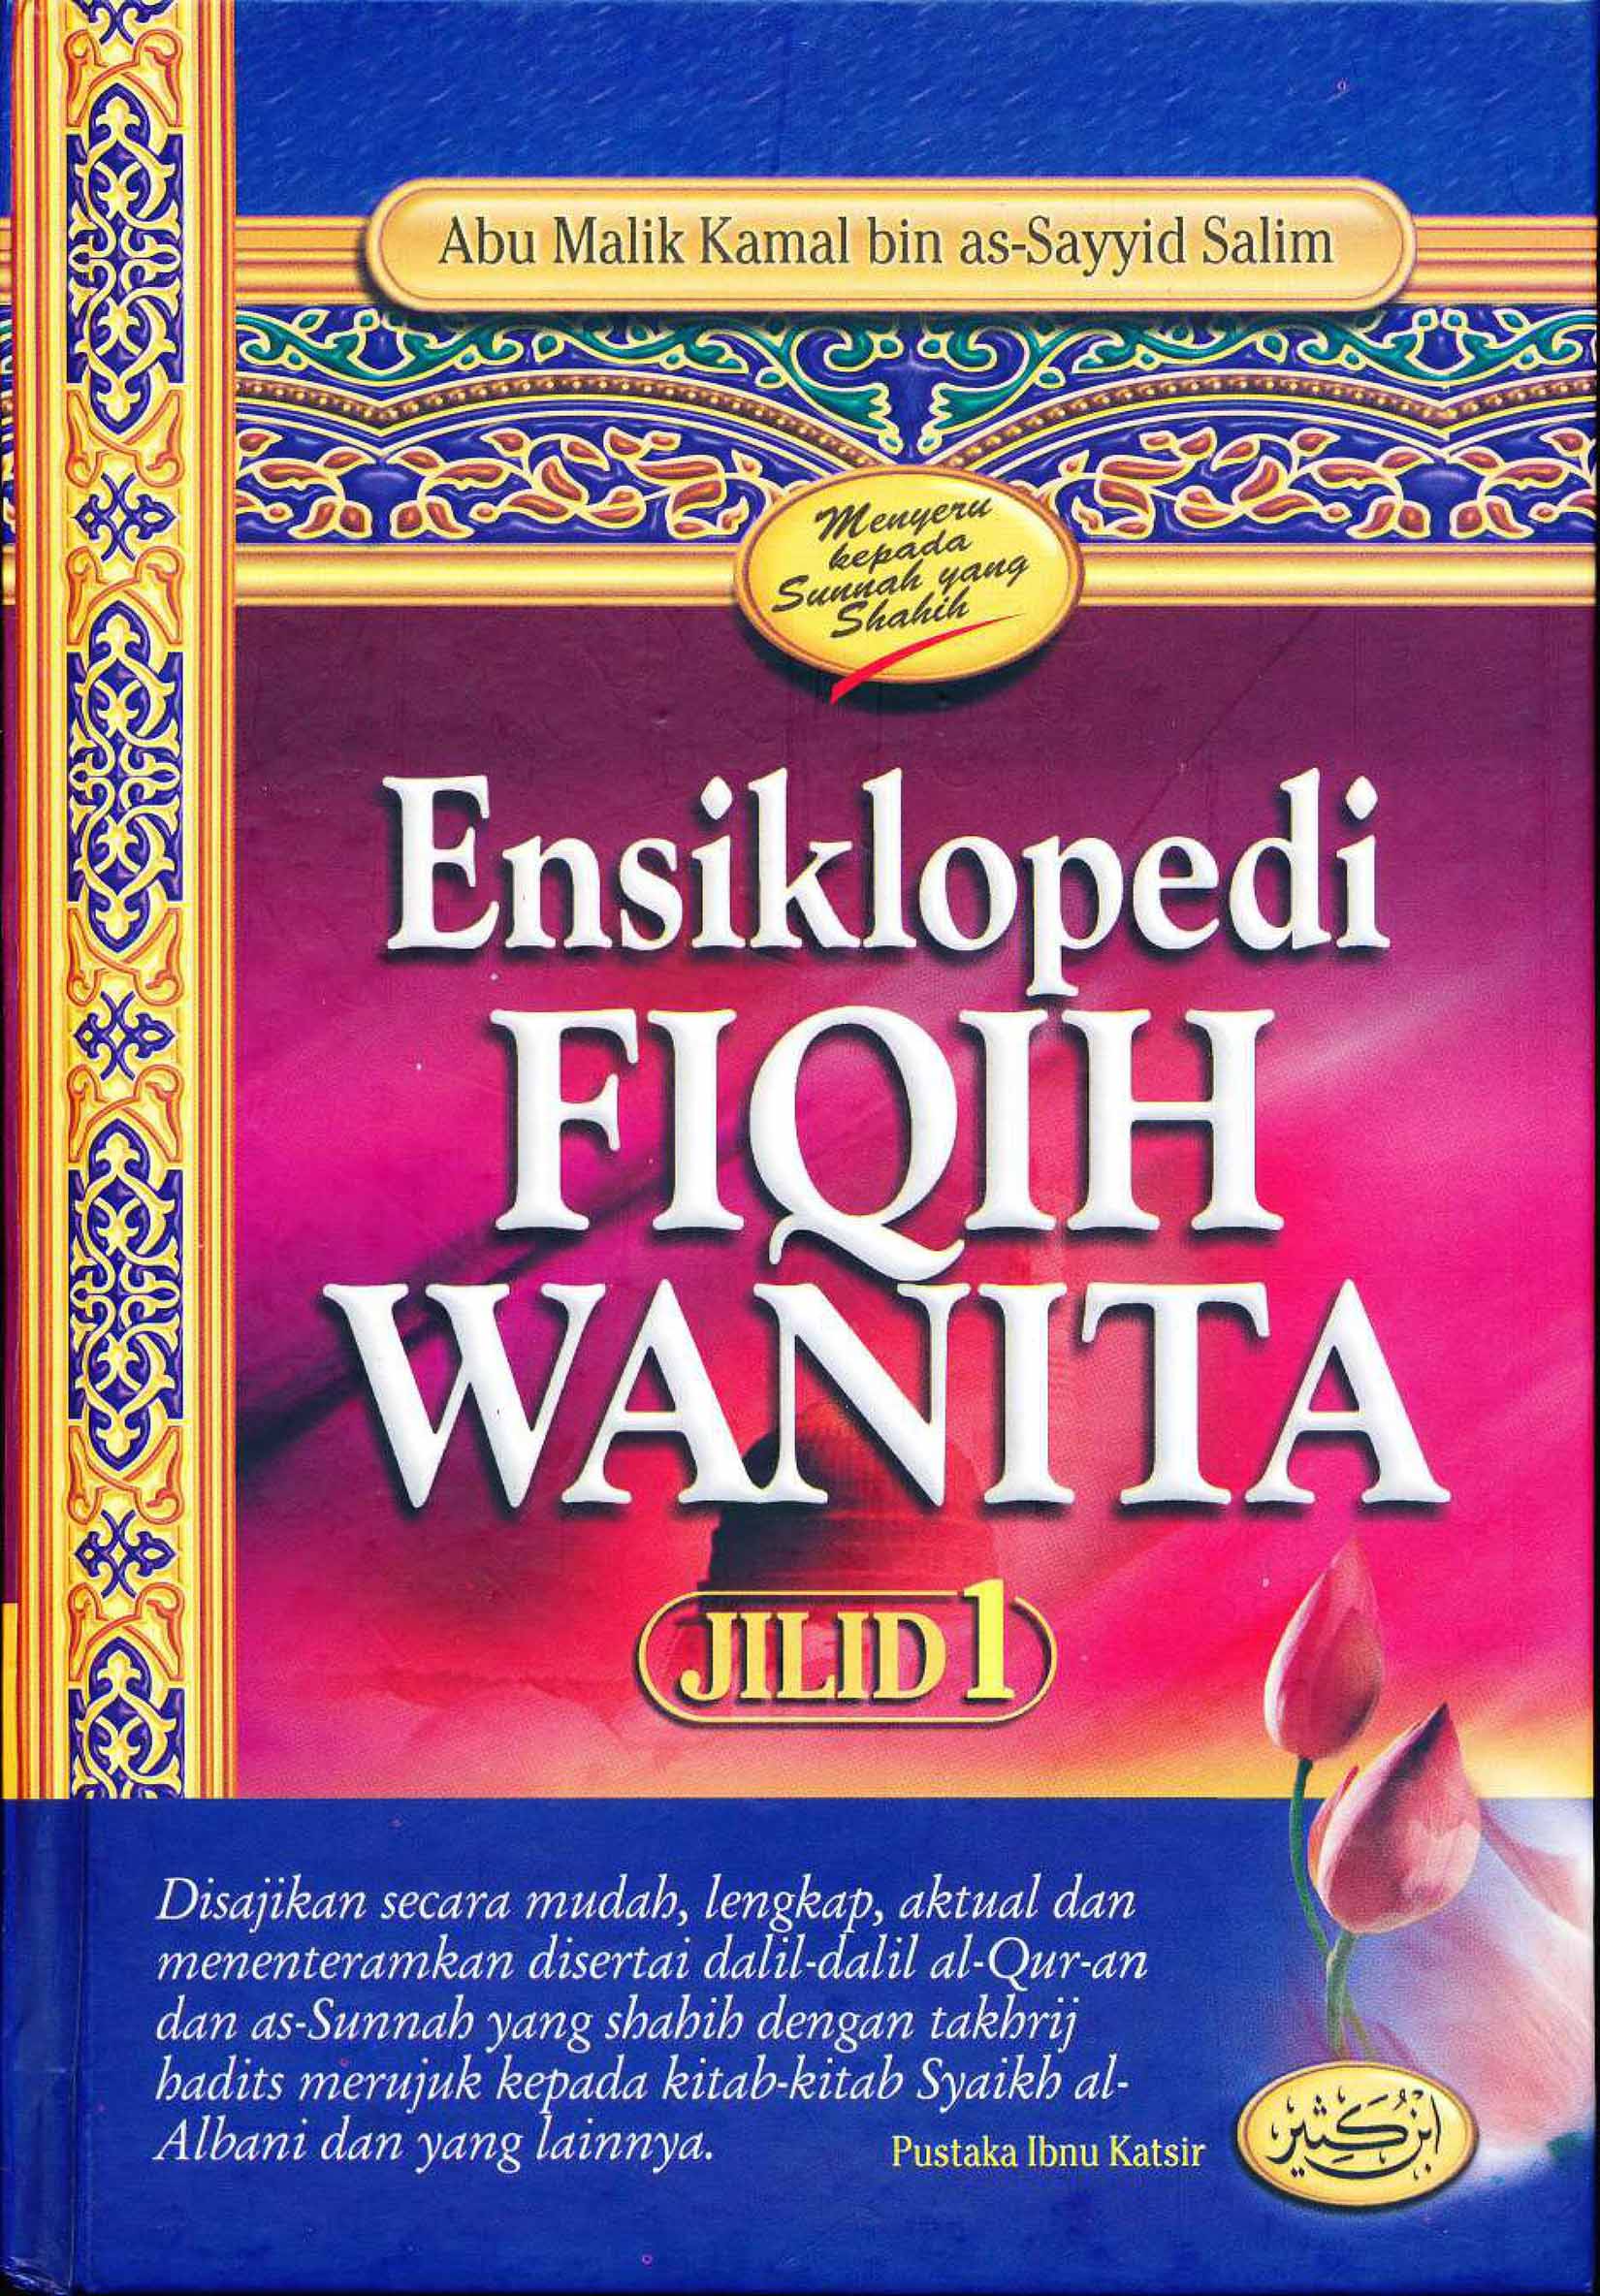 Abu Malik Kamal bin as-Sayyid Salim
Menyeru
kepada
Sunnah yang
Shahih
Ensiklopedi
FIQIH
WANITA
JILID 1
Disajikan secara mudah, lengkap, aktual dan
menenteramkan disertai dalil-dalil al-Qur-an
dan as-Sunnah yang shahih dengan takhrij
hadits merujuk kepada kitab-kitab Syaikh al-
Albani dan yang lainnya.
Pustaka Ibnu Katsir
ابن كثير